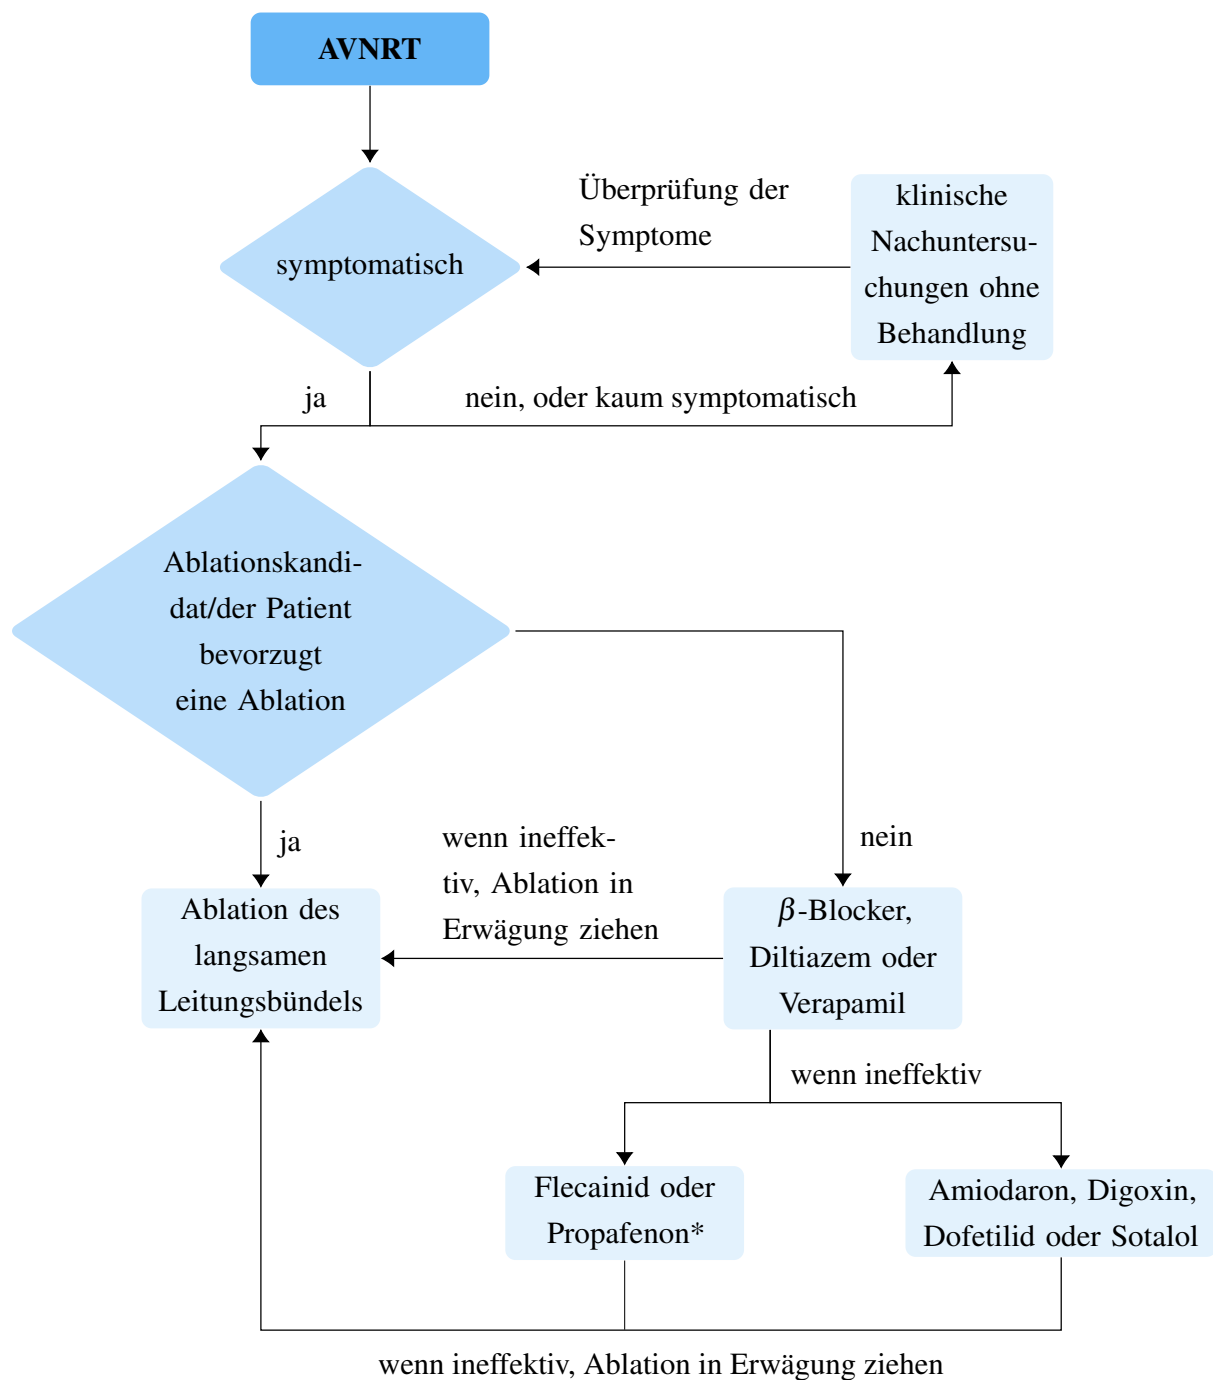 AVNRT
symptomatisch
Überprüfung der
Symptome
klinische
Nachuntersu-
chungen ohne
Behandlung
ja
nein, oder kaum symptomatisch
Ablationskandi-
dat/der Patient
bevorzugt
eine Ablation
ja
nein
wenn ineffek-
tiv, Ablation in
Erwägung ziehen
Ablation des
langsamen
Leitungsbündels
β-Blocker,
Diltiazem oder
Verapamil
wenn ineffektiv
Flecainid oder
Propafenon*
Amiodaron, Digoxin,
Dofetilid oder Sotalol
wenn ineffektiv, Ablation in Erwägung ziehen